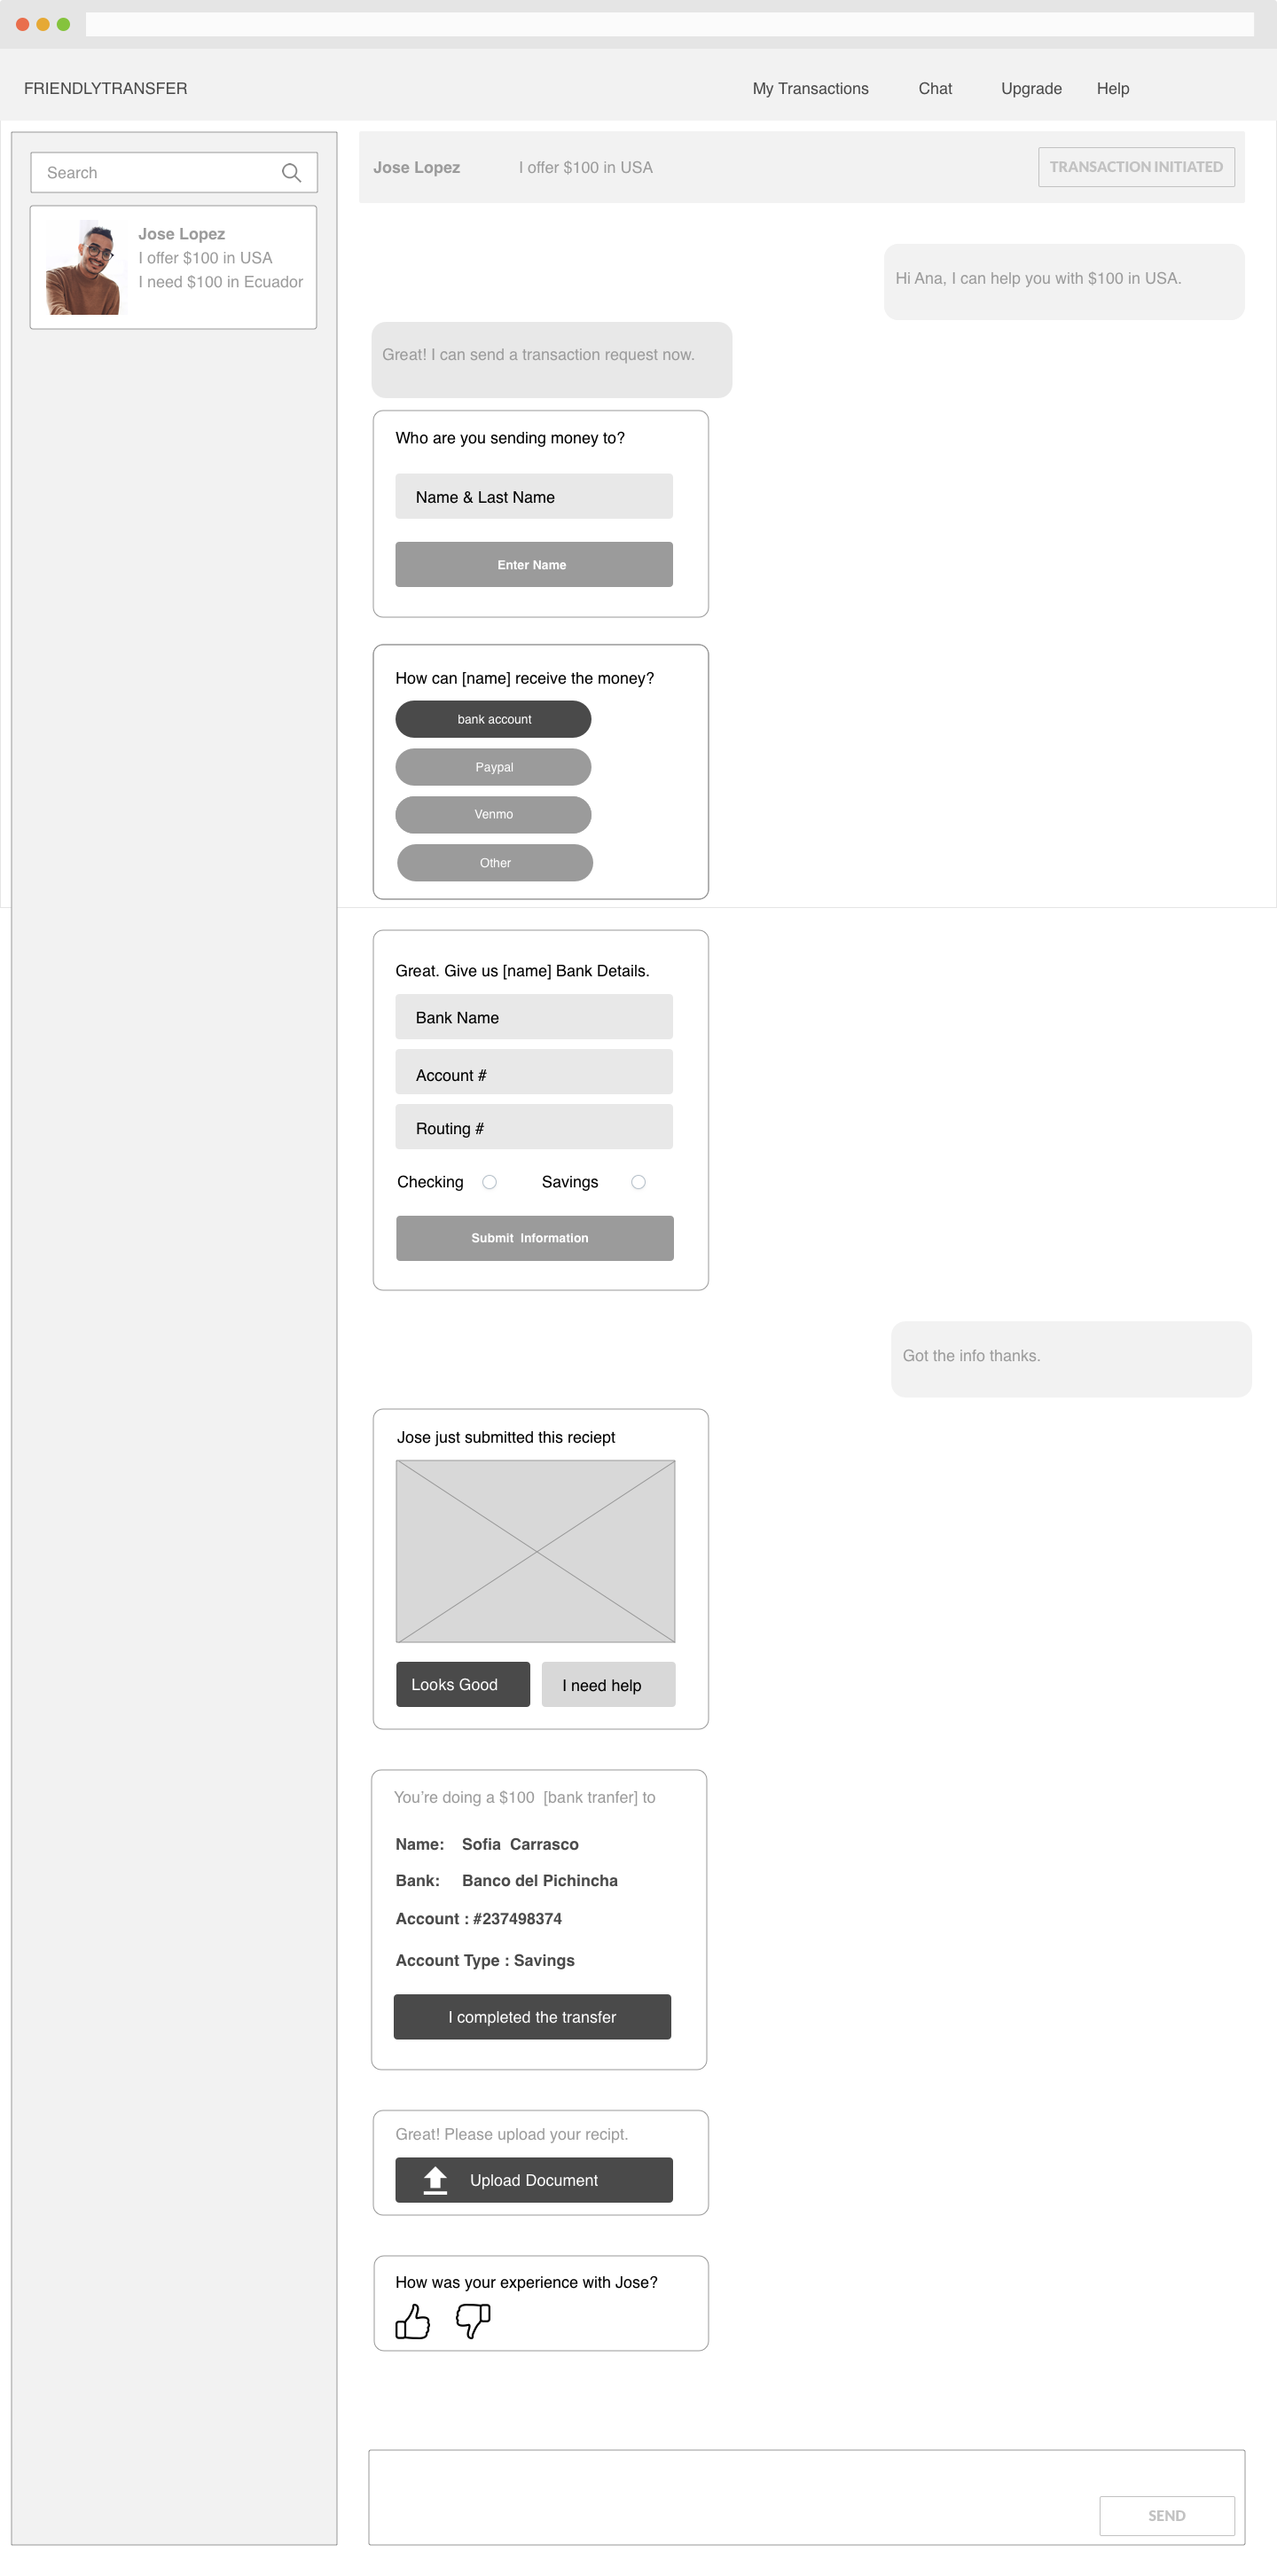 FRIENDLYTRANSFER
My Transactions
Chat
Upgrade
Help
Search
Jose Lopez
I offer $100 in USA
I need $100 in Ecuador
Jose Lopez
I offer $100 in USA
TRANSACTION INITIATED
Hi Ana, I can help you with $100 in USA.
Great! I can send a transaction request now.
Who are you sending money to?
Name & Last Name
Enter Name
How can [name] receive the money?
bank account
Paypal
Venmo
Other
Great. Give us [name] Bank Details.
Bank Name
Account #
Routing #
Checking
Savings
Submit Information
Got the info thanks.
Jose just submitted this reciept
Looks Good
I need help
You’re doing a $100 [bank tranfer] to
Name: Sofia Carrasco
Bank: Banco del Pichincha
Account : #237498374
Account Type : Savings
I completed the transfer
Great! Please upload your recipt.
Upload Document
How was your experience with Jose?
SEND